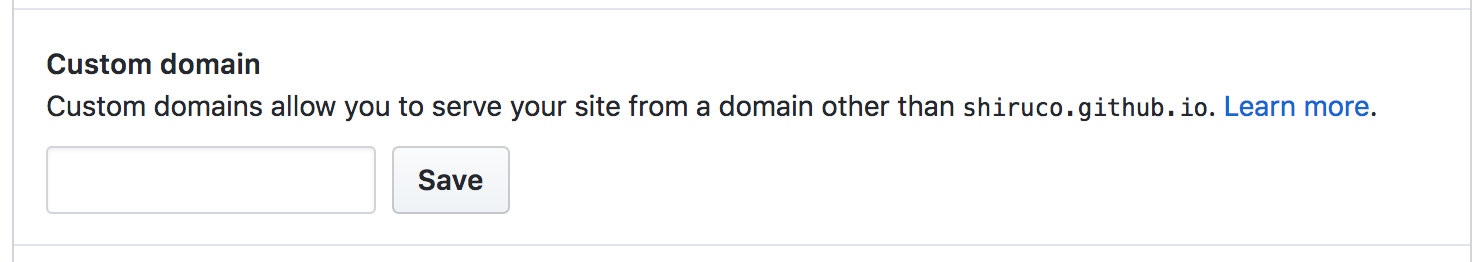 Custom domain
Custom domains allow you to serve your site from a domain other than shiruco.github.io. Learn more.
Save